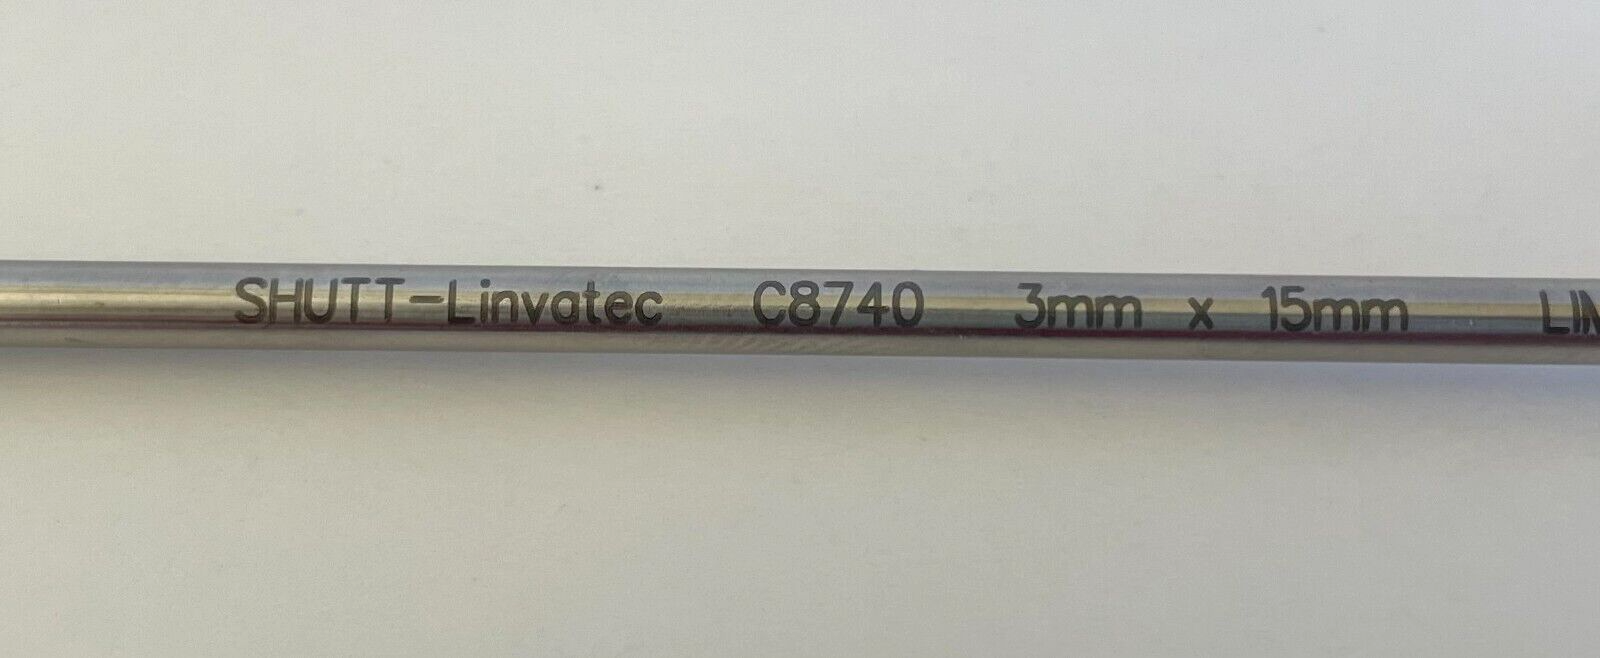 SHUTT-Linvatec C8740 3mm x 15mm